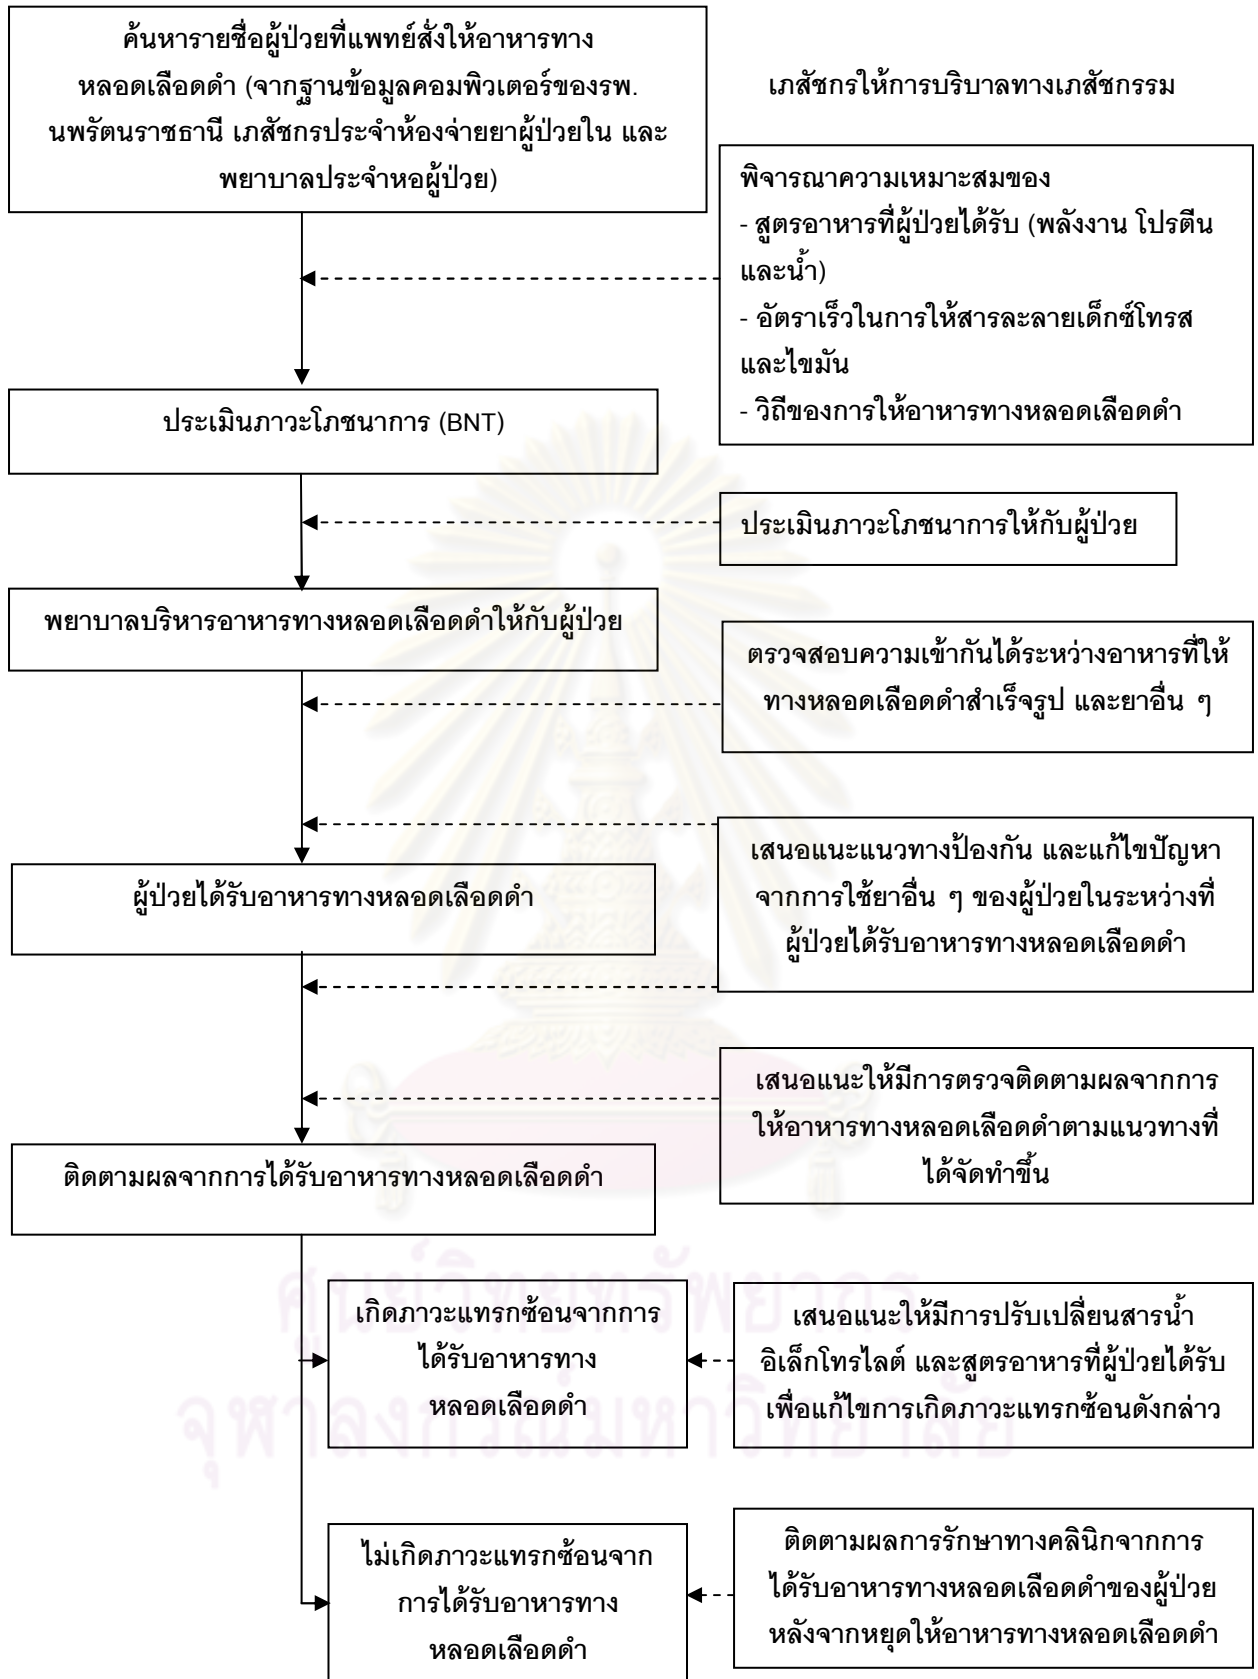 ค้นหารายชื่อผู้ป่วยที่แพทย์สั่งให้อาหารทาง
หลอดเลือดดำ (จากฐานข้อมูลคอมพิวเตอร์ของรพ.
นพรัตนราชธานี เภสัชกรประจำห้องจ่ายยาผู้ป่วยใน และ
พยาบาลประจำหอผู้ป่วย)
เภสัชกรให้การบริบาลทางเภสัชกรรม
พิจารณาความเหมาะสมของ
- สูตรอาหารที่ผู้ป่วยได้รับ (พลังงาน โปรตีน
และน้ำ)
- อัตราเร็วในการให้สารละลายเด็กซ์โทรส
และไขมัน
- วิถีของการให้อาหารทางหลอดเลือดดำ
ประเมินภาวะโภชนาการ (BNT)
ประเมินภาวะโภชนาการให้กับผู้ป่วย
พยาบาลบริหารอาหารทางหลอดเลือดดำให้กับผู้ป่วย
ตรวจสอบความเข้ากันได้ระหว่างอาหารที่ให้
ทางหลอดเลือดดำสำเร็จรูป และยาอื่น ๆ
เสนอแนะแนวทางป้องกัน และแก้ไขปัญหา
จากการใช้ยาอื่น ๆ ของผู้ป่วยในระหว่างที่
ผู้ป่วยได้รับอาหารทางหลอดเลือดดำ
ผู้ป่วยได้รับอาหารทางหลอดเลือดดำ
เสนอแนะให้มีการตรวจติดตามผลจากการ
ให้อาหารทางหลอดเลือดดำตามแนวทางที่
ได้จัดทำขึ้น
ติดตามผลจากการได้รับอาหารทางหลอดเลือดดำ
เกิดภาวะแทรกซ้อนจากการ
ได้รับอาหารทาง
หลอดเลือดดำ
เสนอแนะให้มีการปรับเปลี่ยนสารน้ำ
อิเล็กโทรไลต์ และสูตรอาหารที่ผู้ป่วยได้รับ
เพื่อแก้ไขการเกิดภาวะแทรกซ้อนดังกล่าว
ไม่เกิดภาวะแทรกซ้อนจาก
การได้รับอาหารทาง
หลอดเลือดดำ
ติดตามผลการรักษาทางคลินิกจากการ
ได้รับอาหารทางหลอดเลือดดำของผู้ป่วย
หลังจากหยุดให้อาหารทางหลอดเลือดดำ
ศูนย์วิทยทรัพยากร
จุฬาลงกรณ์มหาวิทยาลัย